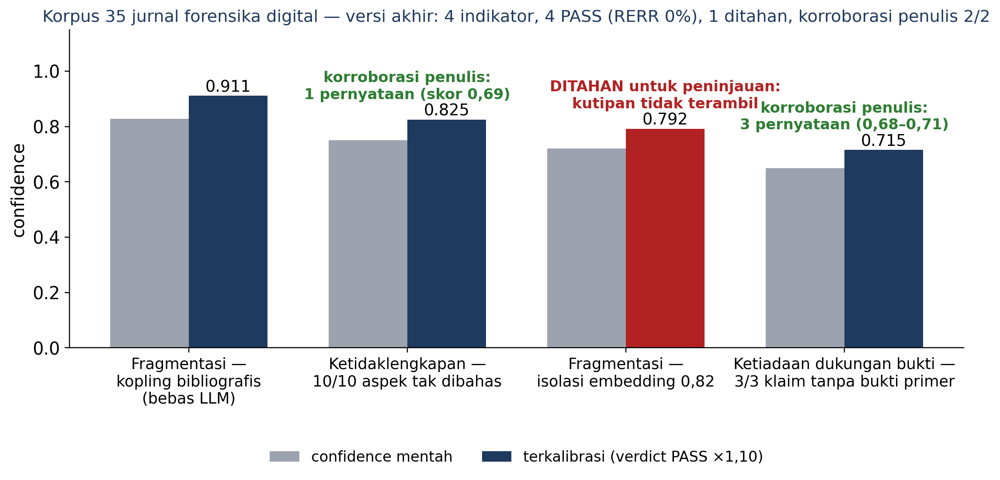 Korpus 35 jurnal forensika digital — versi akhir: 4 indikator, 4 PASS (RERR 0%), 1 ditahan, korroborasi penulis 2/2
confidence
1.0
0.8
0.6
0.4
0.2
0.0
0.911
korroborasi penulis:
1 pernyataan (skor 0,69)
0.825
DITAHAN untuk peninjauan:
kutipan tidak terambil
0.792
korroborasi penulis:
3 pernyataan (0,68–0,71)
0.715
Fragmentasi —
kopling bibliografis
(bebas LLM)
Ketidaklengkapan —
10/10 aspek tak dibahas
Fragmentasi —
isolasi embedding 0,82
Ketiadaan dukungan bukti —
3/3 klaim tanpa bukti primer
confidence mentah
terkalibrasi (verdict PASS ×1,10)